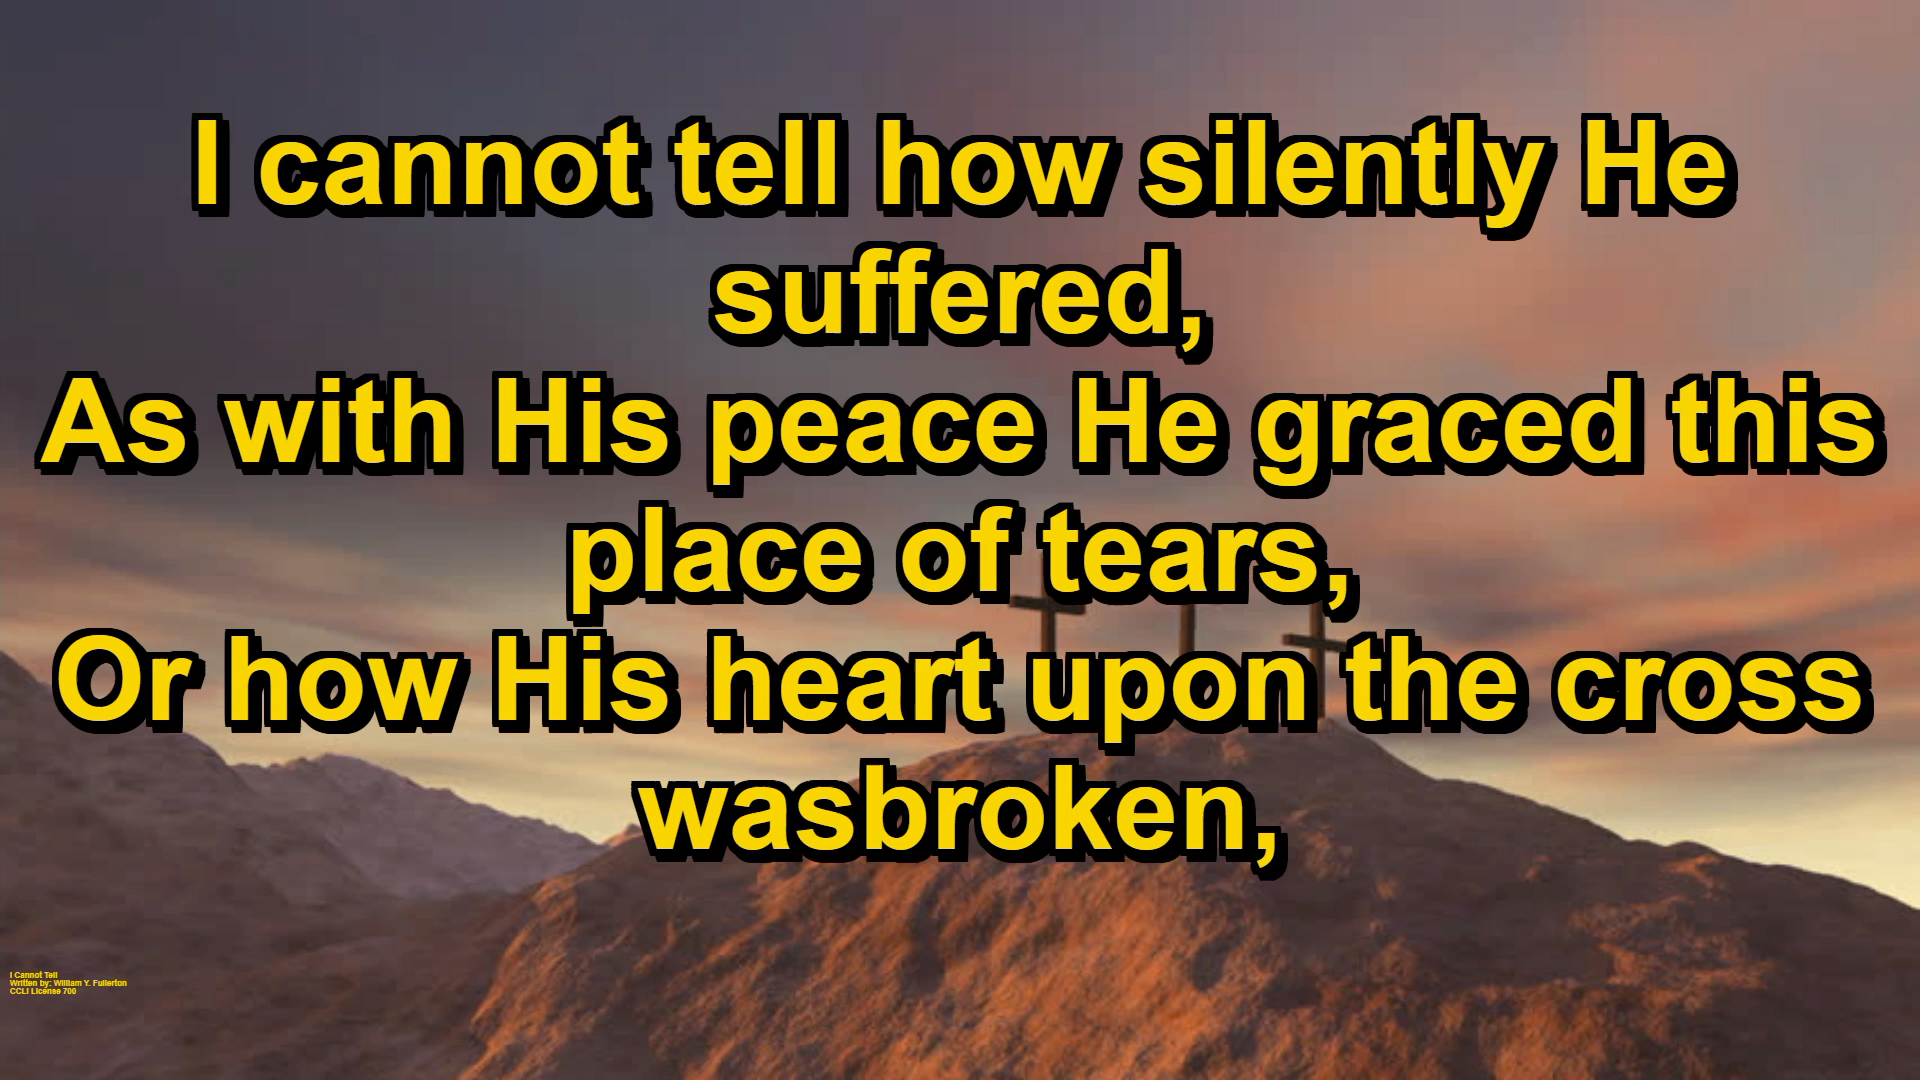 I cannot tell how silently He
suffered,
As with His peace He graced this
place of tears,
Or how His heart upon the cross
wasbroken,
I Cannot Tell
Written by: William Y. Fullerton
CCLI License 700